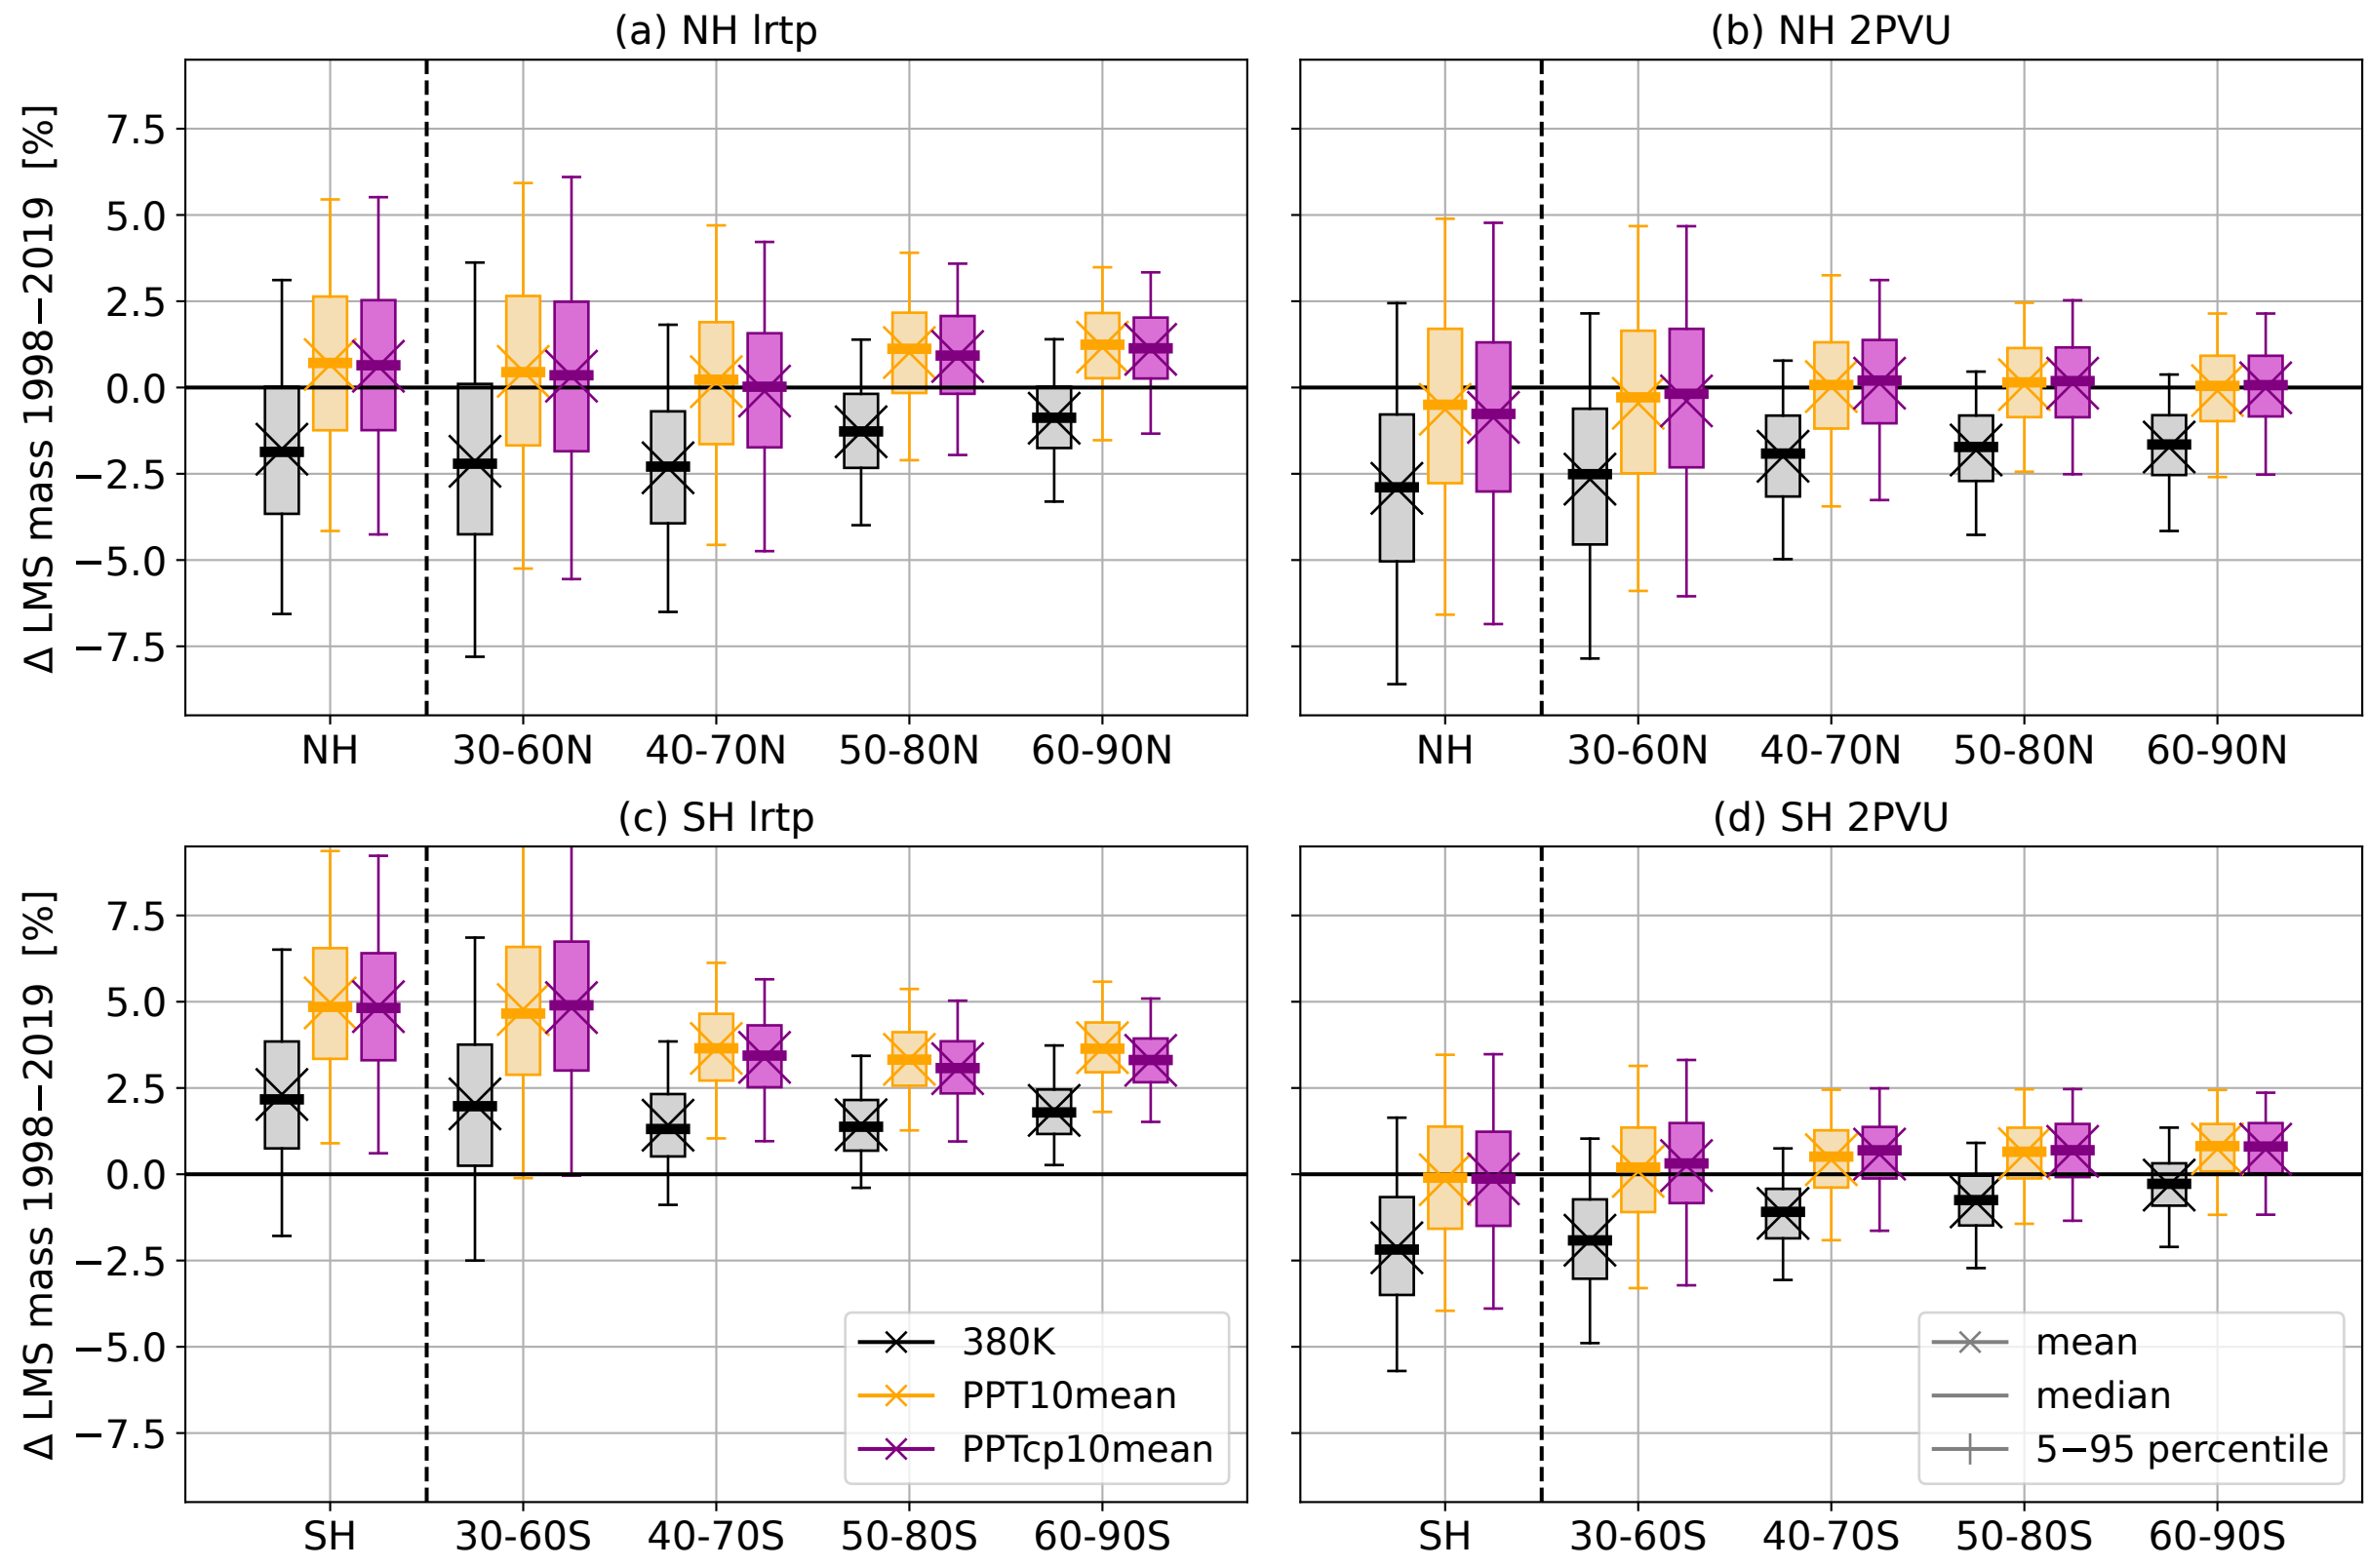 (a) NH lrtp
Δ LMS mass 1998−2019 [%]
7.5
5.0
2.5
0.0
−2.5
−5.0
−7.5
NH 30-60N 40-70N 50-80N 60-90N
(b) NH 2PVU
NH 30-60N 40-70N 50-80N 60-90N
(c) SH lrtp
Δ LMS mass 1998−2019 [%]
7.5
5.0
2.5
0.0
−2.5
−5.0
−7.5
380K
PPT10mean
PPTcp10mean
SH 30-60S 40-70S 50-80S 60-90S
(d) SH 2PVU
mean
median
5−95 percentile
SH 30-60S 40-70S 50-80S 60-90S